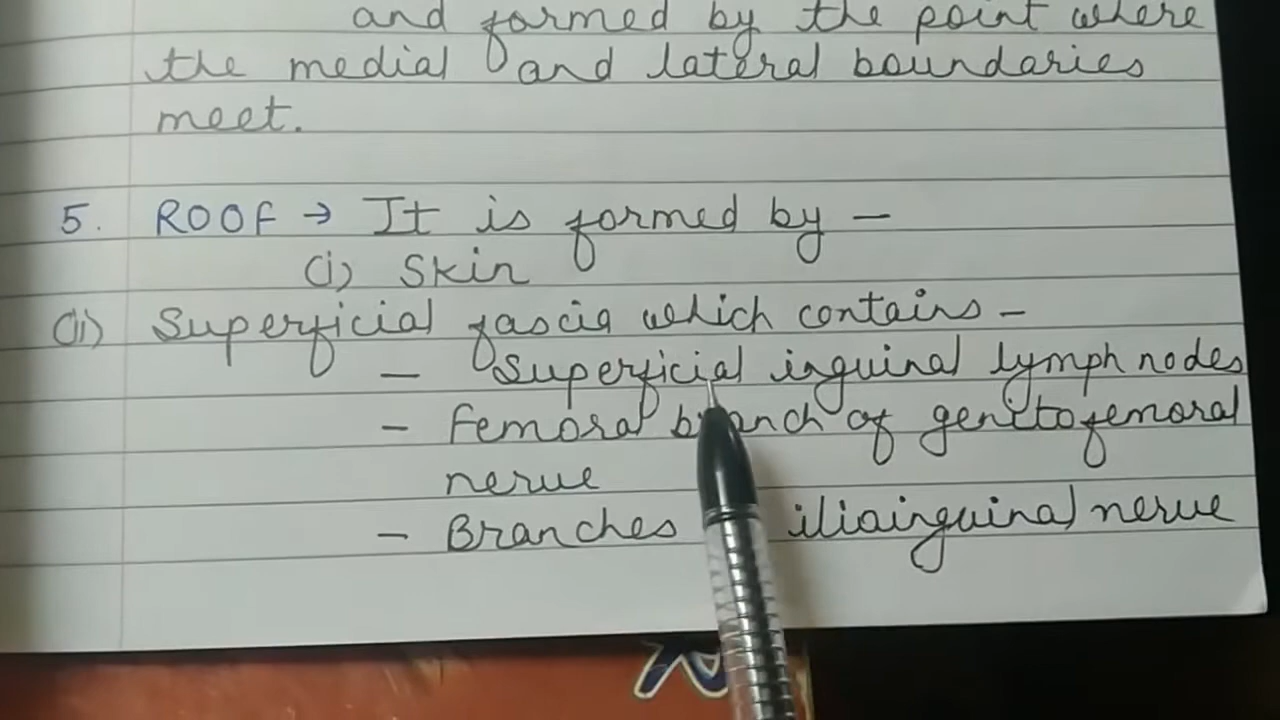 and formed by the point where
the medial and lateral boundaries
meet.
5. ROOF → It is formed by –
(i) Skin
(ii) Superficial fascia which contains –
– Superficial inguinal lymph nodes
– Femoral branch of genitofemoral
nerve
– Branches ilioinguinal nerve